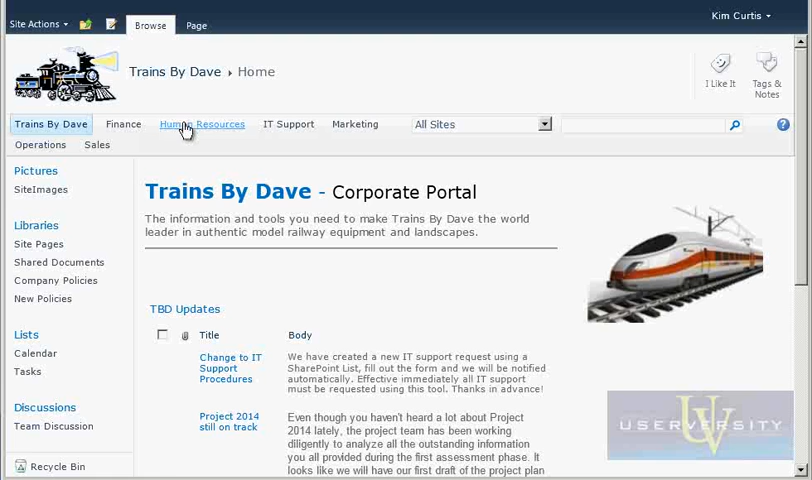 Site Actions
Browse
Page
Kim Curtis
Trains By Dave ▸ Home
I Like It
Tags & Notes
Trains By Dave
Finance
Human Resources
IT Support
Marketing
All Sites
Operations
Sales
Pictures
SiteImages
Libraries
Site Pages
Shared Documents
Company Policies
New Policies
Lists
Calendar
Tasks
Discussions
Team Discussion
Recycle Bin
Trains By Dave - Corporate Portal
The information and tools you need to make Trains By Dave the world
leader in authentic model railway equipment and landscapes.
TBD Updates
Title
Body
Change to IT
Support
Procedures
We have created a new IT support request using a
SharePoint List, fill out the form and we will be notified
automatically. Effective immediately all IT support
must be requested using this tool. Thanks in advance!
Project 2014
still on track
Even though you haven't heard a lot about Project
2014 lately, the project team has been working
diligently to analyze all the outstanding information
you all provided during the first assessment phase. It
looks like we will have our first draft of the project plan
UV
USERVERSITY